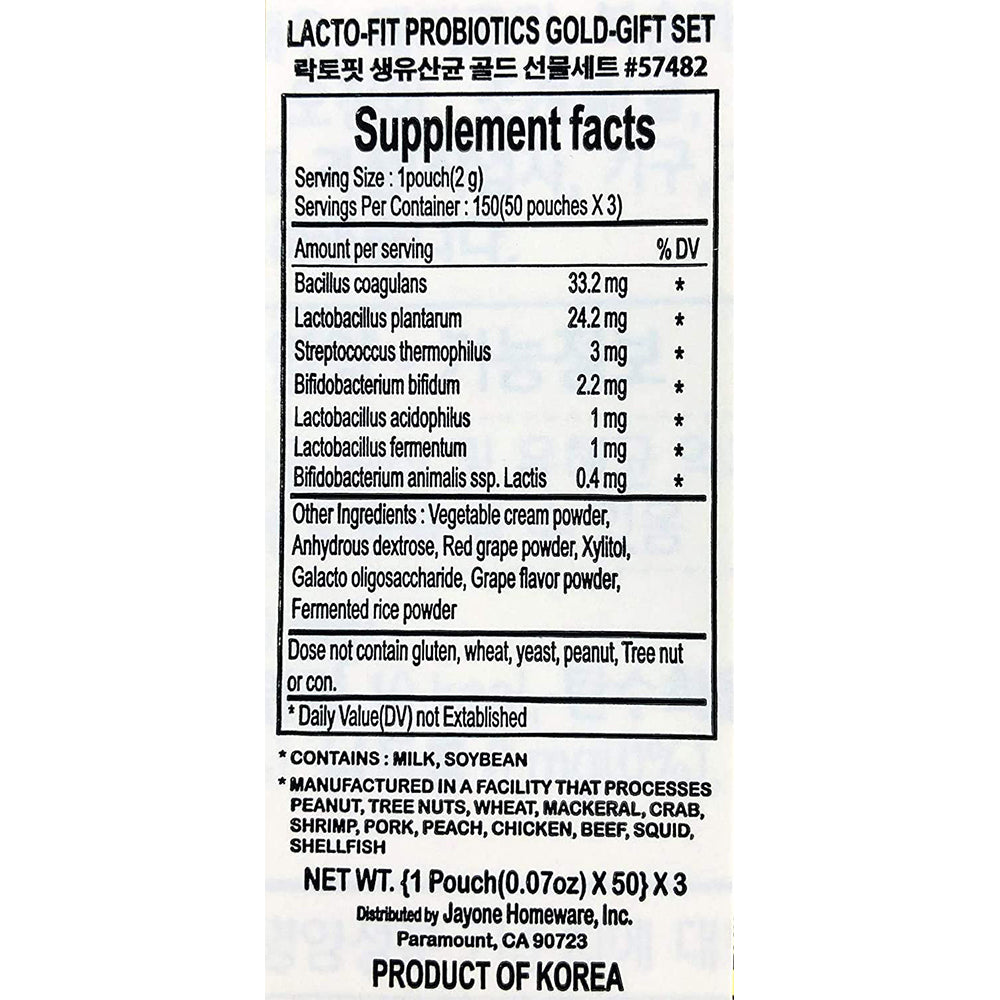 LACTO-FIT PROBIOTICS GOLD-GIFT SET
락토핏 생유산균 골드 선물세트 #57482
Supplement facts
Serving Size : 1pouch(2 g)
Servings Per Container : 150(50 pouches X 3)
Amount per serving % DV
Bacillus coagulans 33.2 mg *
Lactobacillus plantarum 24.2 mg *
Streptococcus thermophilus 3 mg *
Bifidobacterium bifidum 2.2 mg *
Lactobacillus acidophilus 1 mg *
Lactobacillus fermentum 1 mg *
Bifidobacterium animalis ssp. Lactis 0.4 mg *
Other Ingredients : Vegetable cream powder,
Anhydrous dextrose, Red grape powder, Xylitol,
Galacto oligosaccharide, Grape flavor powder,
Fermented rice powder
Dose not contain gluten, wheat, yeast, peanut, Tree nut
or con.
* Daily Value(DV) not Extablished
* CONTAINS : MILK, SOYBEAN
* MANUFACTURED IN A FACILITY THAT PROCESSES
PEANUT, TREE NUTS, WHEAT, MACKERAL, CRAB,
SHRIMP, PORK, PEACH, CHICKEN, BEEF, SQUID,
SHELLFISH
NET WT. {1 Pouch(0.07oz) X 50} X 3
Distributed by Jayone Homeware, Inc.
Paramount, CA 90723
PRODUCT OF KOREA